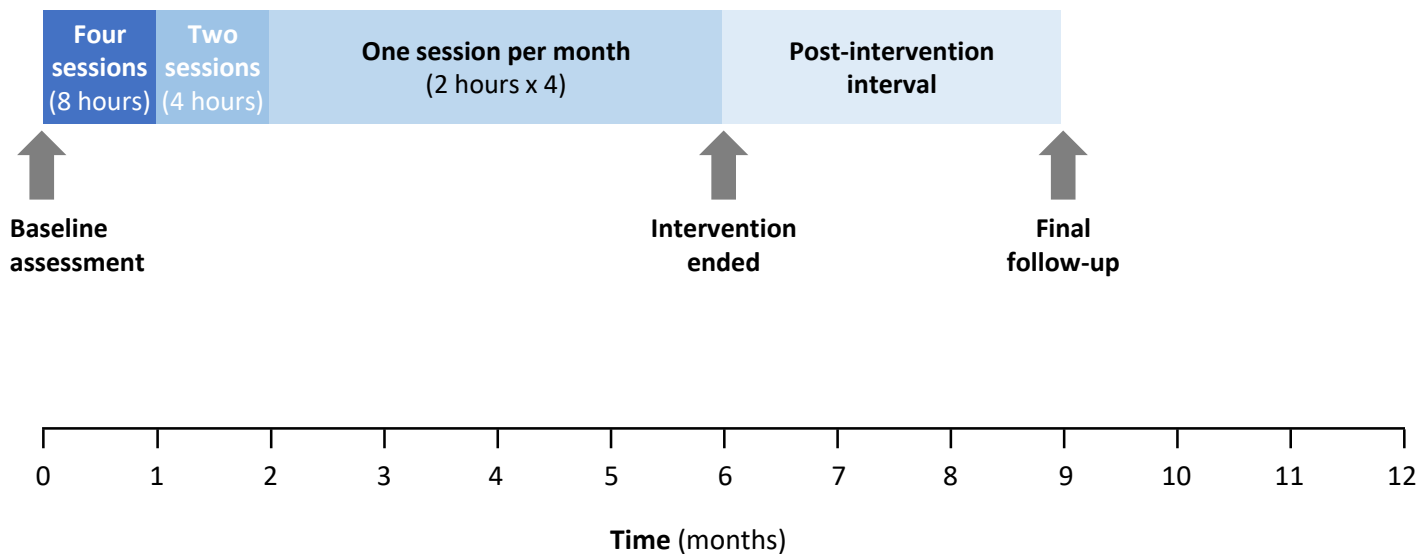 Four
sessions
(8 hours)
Two
sessions
(4 hours)
One session per month
(2 hours x 4)
Post-intervention
interval
Baseline
assessment
Intervention
ended
Final
follow-up
0 1 2 3 4 5 6 7 8 9 10 11 12
Time (months)